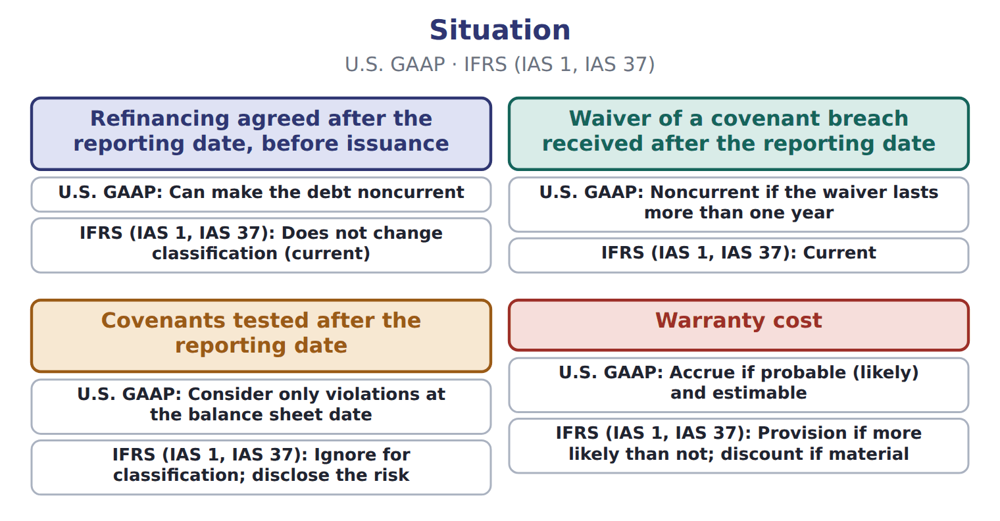 Situation
U.S. GAAP · IFRS (IAS 1, IAS 37)
Refinancing agreed after the
reporting date, before issuance
U.S. GAAP: Can make the debt noncurrent
IFRS (IAS 1, IAS 37): Does not change
classification (current)
Waiver of a covenant breach
received after the reporting date
U.S. GAAP: Noncurrent if the waiver lasts
more than one year
IFRS (IAS 1, IAS 37): Current
Covenants tested after the
reporting date
U.S. GAAP: Consider only violations at
the balance sheet date
IFRS (IAS 1, IAS 37): Ignore for
classification; disclose the risk
Warranty cost
U.S. GAAP: Accrue if probable (likely)
and estimable
IFRS (IAS 1, IAS 37): Provision if more
likely than not; discount if material